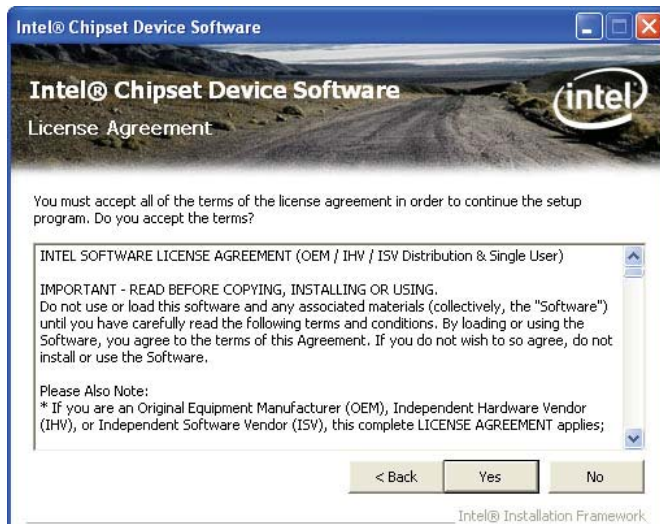 Intel® Chipset Device Software
Intel® Chipset Device Software
License Agreement
intel
You must accept all of the terms of the license agreement in order to continue the setup
program. Do you accept the terms?
INTEL SOFTWARE LICENSE AGREEMENT (OEM / IHV / ISV Distribution & Single User)
IMPORTANT - READ BEFORE COPYING, INSTALLING OR USING.
Do not use or load this software and any associated materials (collectively, the "Software")
until you have carefully read the following terms and conditions. By loading or using the
Software, you agree to the terms of this Agreement. If you do not wish to so agree, do not
install or use the Software.
Please Also Note:
* If you are an Original Equipment Manufacturer (OEM), Independent Hardware Vendor
(IHV), or Independent Software Vendor (ISV), this complete LICENSE AGREEMENT applies;
< Back
Yes
No
Intel® Installation Framework